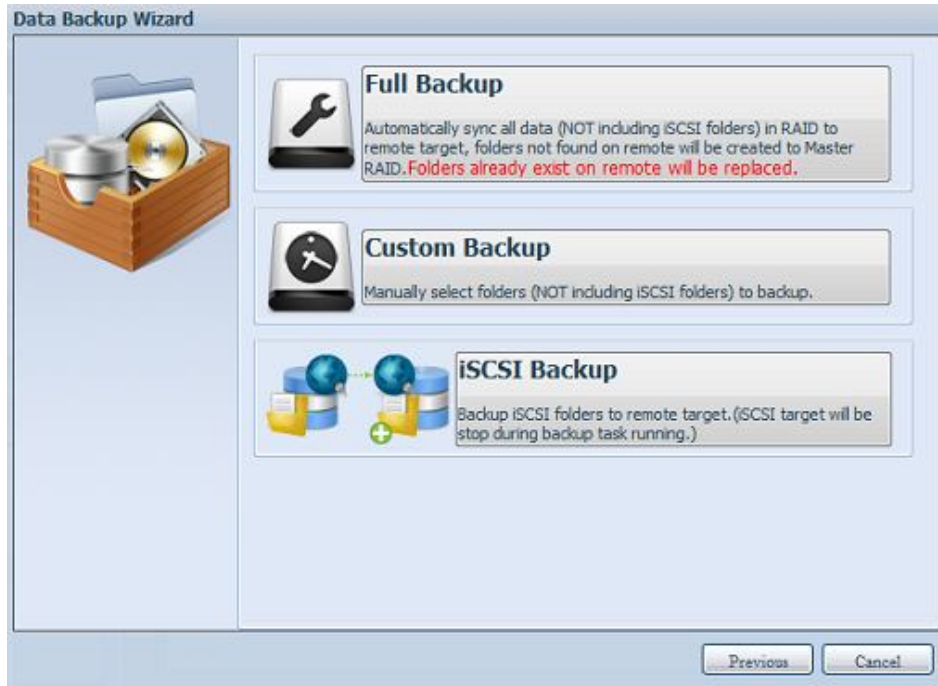 Data Backup Wizard
Full Backup
Automatically sync all data (NOT including iSCSI folders) in RAID to
remote target, folders not found on remote will be created to Master
RAID.Folders already exist on remote will be replaced.
Custom Backup
Manually select folders (NOT including iSCSI folders) to backup.
iSCSI Backup
Backup iSCSI folders to remote target.(iSCSI target will be
stop during backup task running.)
Previous
Cancel